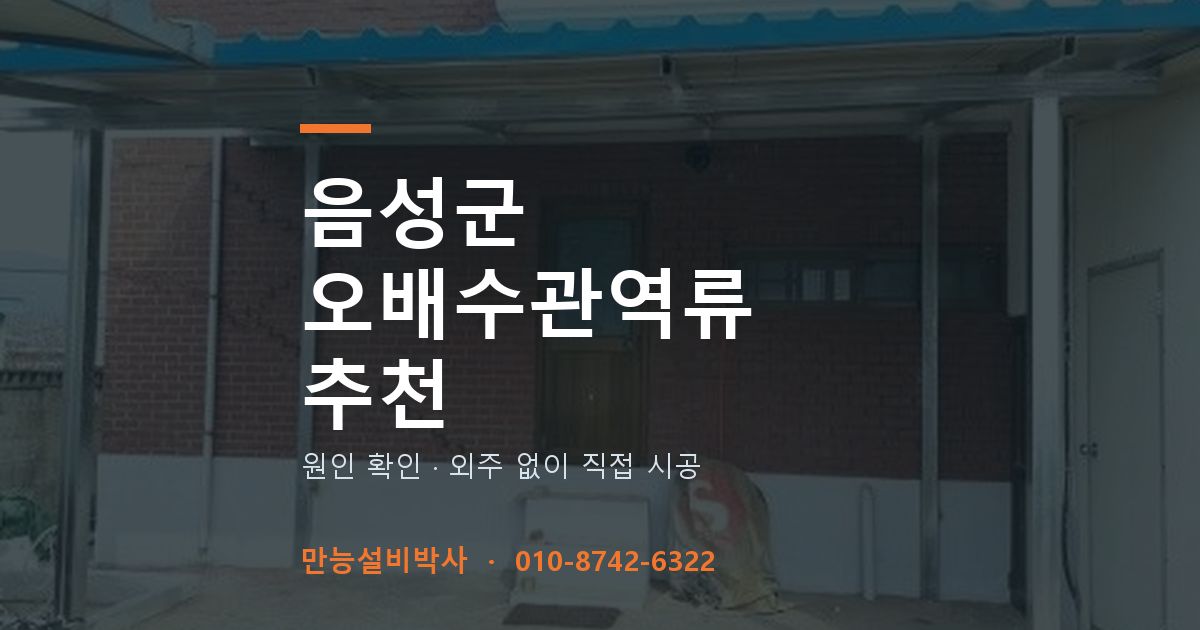 음성군
오배수관역류
추천
원인 확인 · 외주 없이 직접 시공
만능설비박사 · 010-8742-6322
S